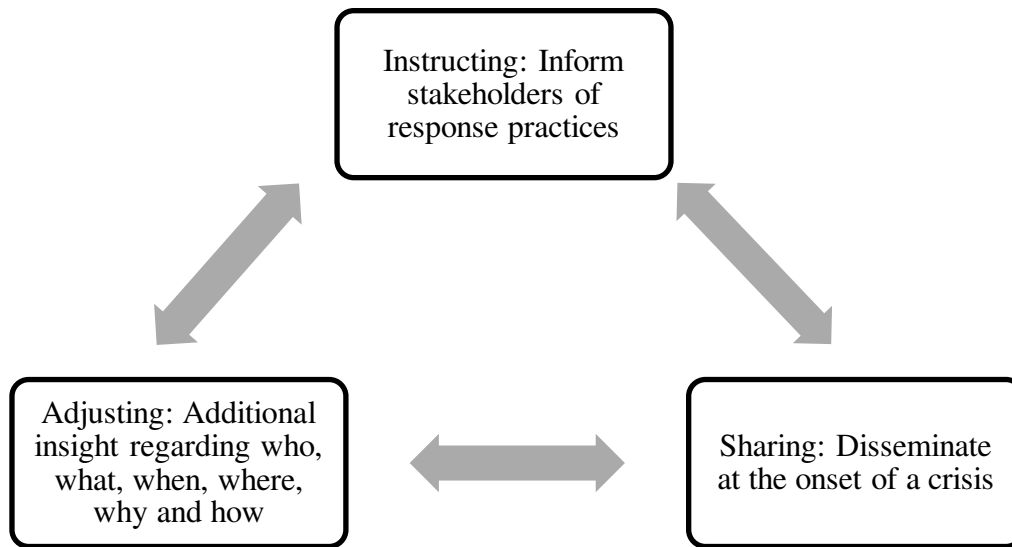 Instructing: Inform
stakeholders of
response practices
Adjusting: Additional
insight regarding who,
what, when, where,
why and how
Sharing: Disseminate
at the onset of a crisis